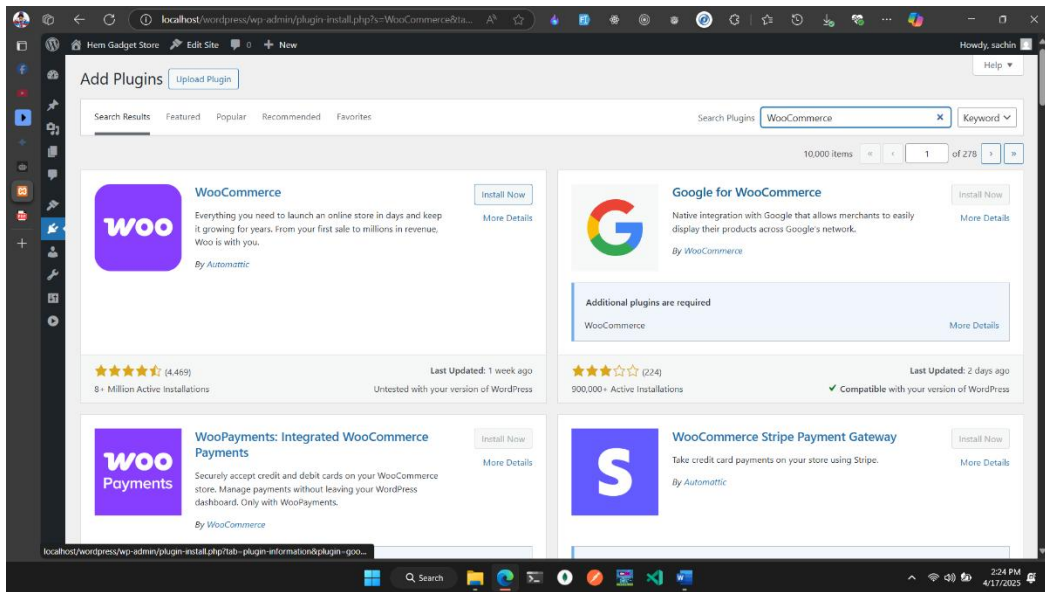 localhost/wordpress/wp-admin/plugin-install.php?s=WooCommerce&ta...
Hem Gadget Store Edit Site 0 + New Howdy, sachin
Help ▼
Add Plugins Upload Plugin
Search Results Featured Popular Recommended Favorites Search Plugins WooCommerce × Keyword
10,000 items « ‹ 1 of 278 › »
WooCommerce
Install Now
Everything you need to launch an online store in days and keep
it growing for years. From your first sale to millions in revenue,
Woo is with you.
More Details
By Automattic
woo
(4,469)
Last Updated: 1 week ago
8+ Million Active Installations
Untested with your version of WordPress
Google for WooCommerce
Install Now
Native integration with Google that allows merchants to easily
display their products across Google's network.
More Details
By WooCommerce
G
Additional plugins are required
WooCommerce More Details
(224)
Last Updated: 2 days ago
900,000+ Active Installations
✔ Compatible with your version of WordPress
WooPayments: Integrated WooCommerce
Payments
Install Now
More Details
Securely accept credit and debit cards on your WooCommerce
store. Manage payments without leaving your WordPress
dashboard. Only with WooPayments.
By WooCommerce
woo
Payments
WooCommerce Stripe Payment Gateway
Install Now
Take credit card payments on your store using Stripe.
More Details
By Automattic
S
localhost/wordpress/wp-admin/plugin-install.php?tab=plugin-information&plugin=goo...
Search
2:24 PM
4/17/2025